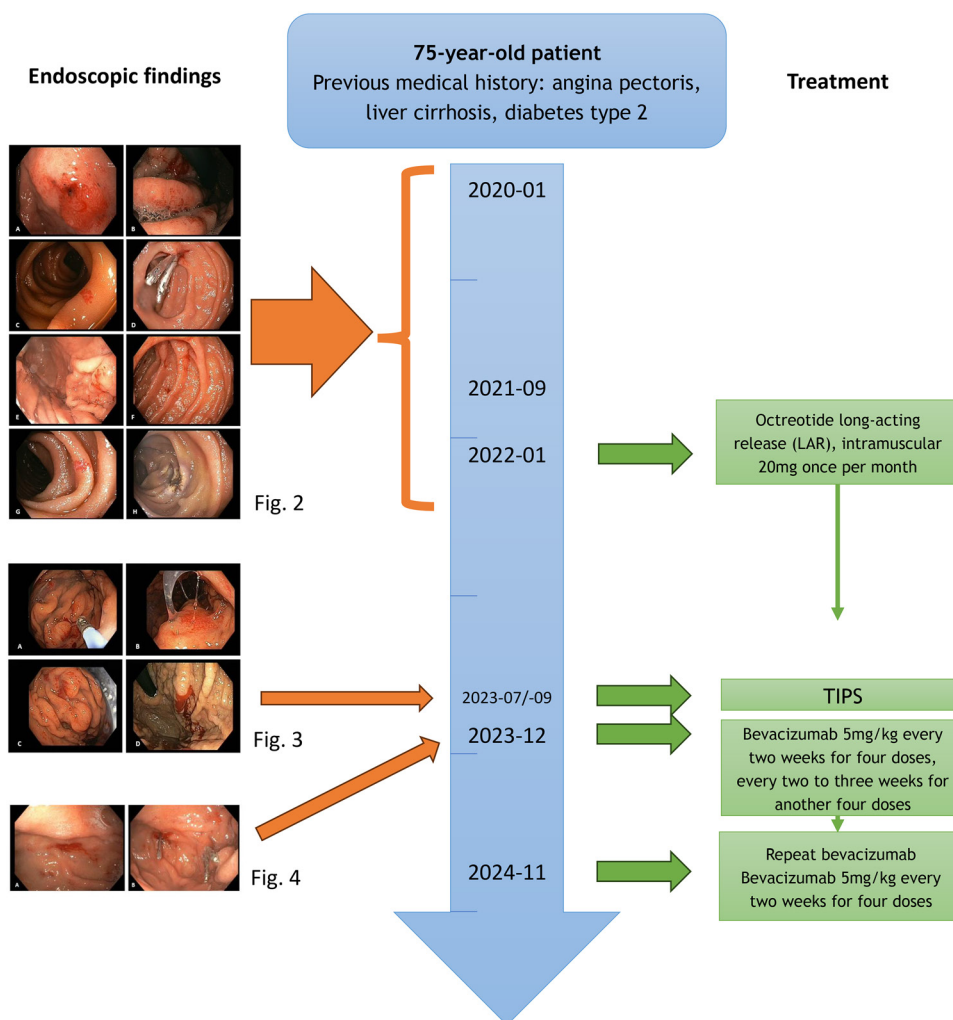 75-year-old patient
Previous medical history: angina pectoris,
liver cirrhosis, diabetes type 2
Endoscopic findings
Treatment
A
B
C
D
E
F
G
H
Fig. 2
2020-01
2021-09
2022-01
Octreotide long-acting
release (LAR), intramuscular
20mg once per month
A
B
C
D
Fig. 3
2023-07/-09
TIPS
2023-12
Bevacizumab 5mg/kg every
two weeks for four doses,
every two to three weeks for
another four doses
A
B
Fig. 4
2024-11
Repeat bevacizumab
Bevacizumab 5mg/kg every
two weeks for four doses